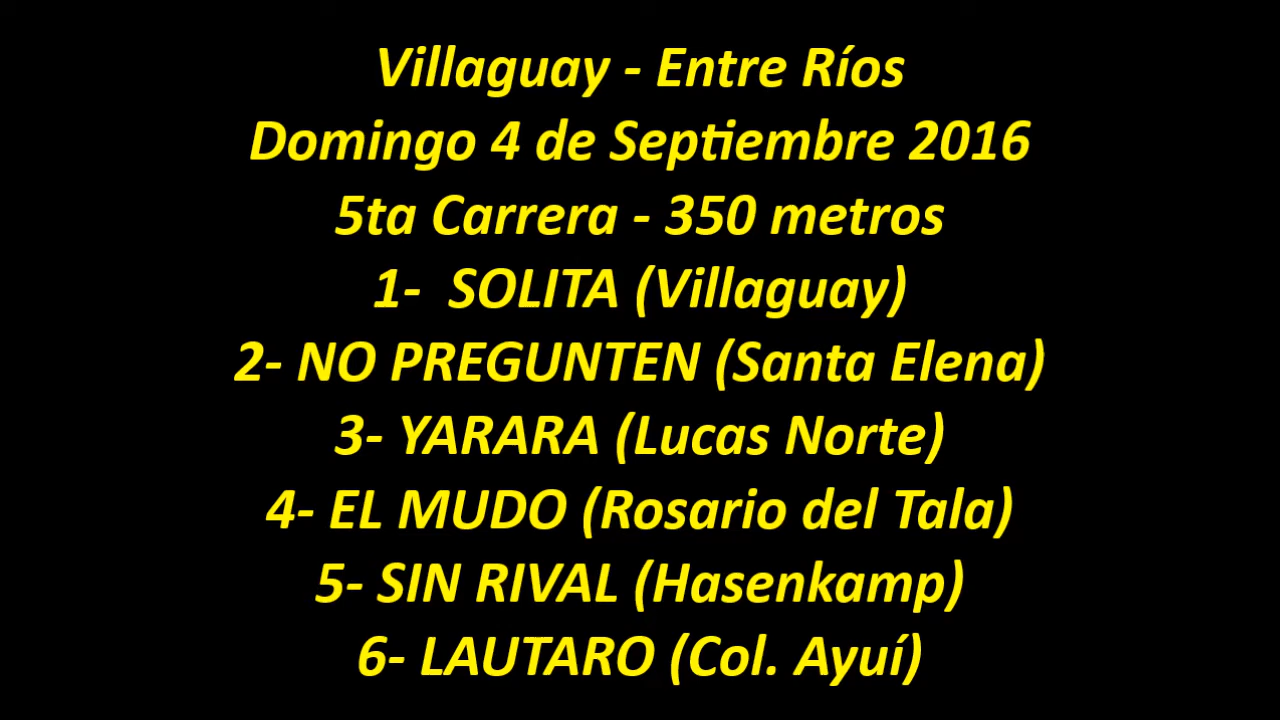 Villaguay - Entre Ríos
Domingo 4 de Septiembre 2016
5ta Carrera - 350 metros
1-  SOLITA (Villaguay)
2- NO PREGUNTEN (Santa Elena)
3- YARARA (Lucas Norte)
4- EL MUDO (Rosario del Tala)
5- SIN RIVAL (Hasenkamp)
6- LAUTARO (Col. Ayuí)